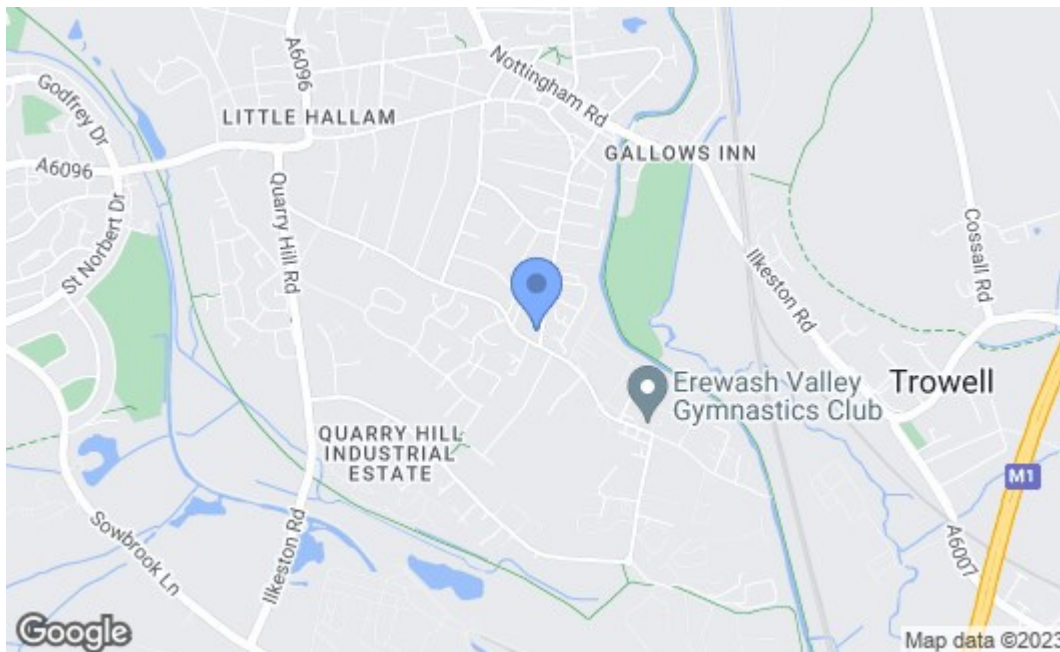 A6096
Nottingham Rd
Godfrey Dr
LITTLE HALLAM
GALLOWS INN
A6096
Quarry Hill Rd
St Norbert Dr
Cossall Rd
Ilkeston Rd
Erewash Valley
Gymnastics Club
Trowell
QUARRY HILL
INDUSTRIAL
ESTATE
M1
Sowbrook Ln
Ilkeston Rd
A6007
Google
Map data ©2023